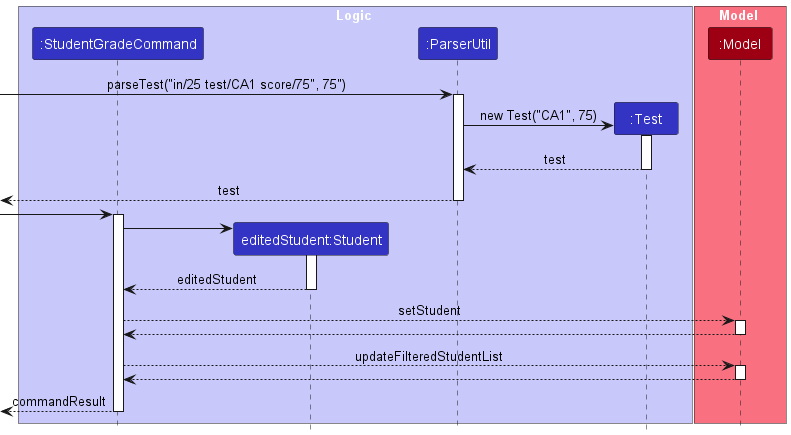 Logic
Model
:StudentGradeCommand
:ParserUtil
:Model
parseTest("in/25 test/CA1 score/75", 75")
new Test("CA1", 75)
:Test
test
test
editedStudent:Student
editedStudent
setStudent
updateFilteredStudentList
commandResult